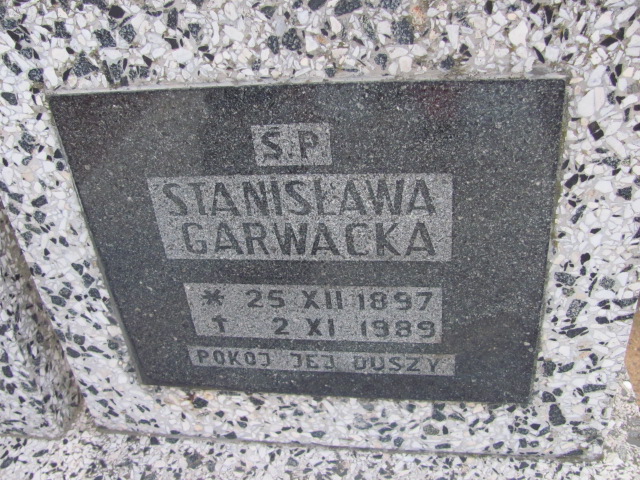 S.P.
STANISŁAWA
GARWACKA
* 25 XII 1897
† 2 XI 1989
POKÓJ JEJ DUSZY